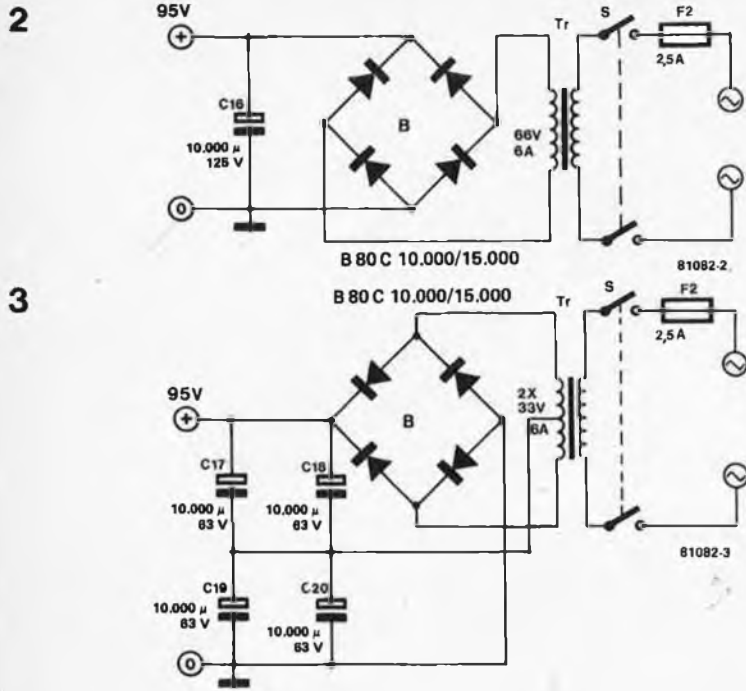 2
95V
+
C16
10.000 µ
125 V
0
B
B 80 C 10.000/15.000
66V
6A
Tr
S
F2
2,5A
81082-2
3
B 80 C 10.000/15.000
95V
+
B
C17
10.000 µ
63 V
C18
10.000 µ
63 V
C19
10.000 µ
63 V
C20
10.000 µ
63 V
0
2X
33V
6A
Tr
S
F2
2,5A
81082-3